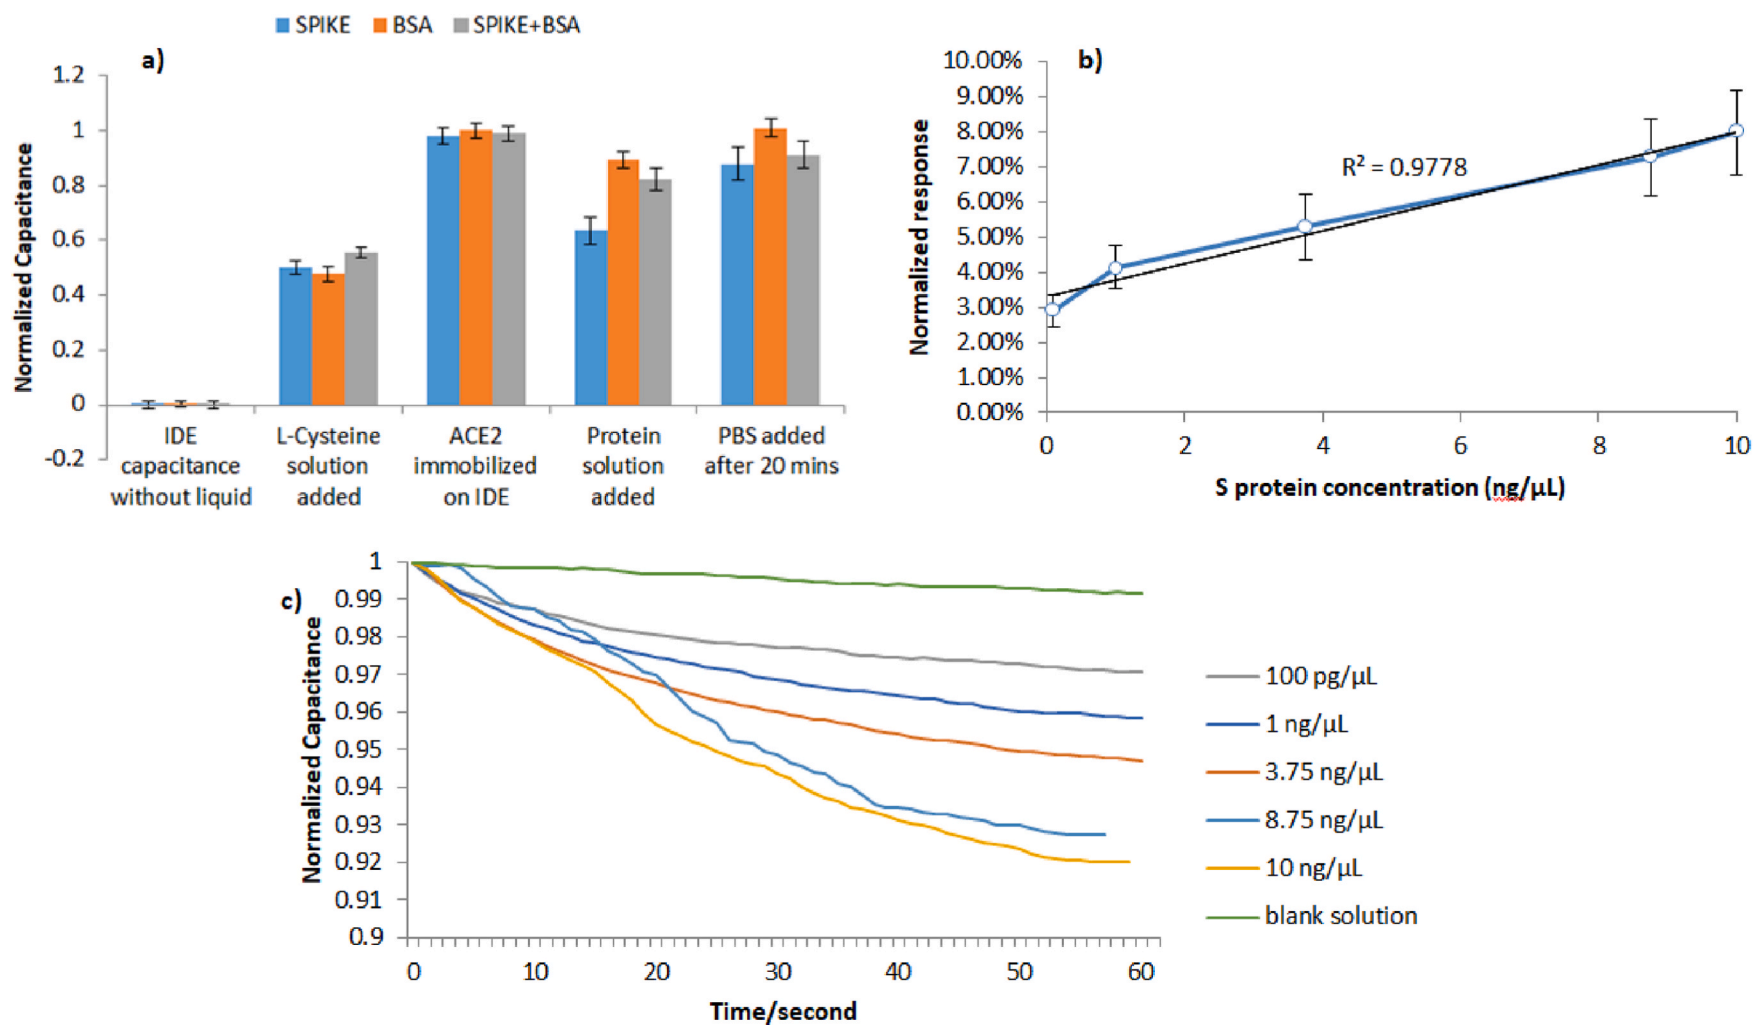 SPIKE BSA SPIKE+BSA
a)
Normalized Capacitance
1.2
1
0.8
0.6
0.4
0.2
0
-0.2
IDE capacitance without liquid
L-Cysteine solution added
ACE2 immobilized on IDE
Protein solution added
PBS added after 20 mins
b)
Normalized response
10.00%
9.00%
8.00%
7.00%
6.00%
5.00%
4.00%
3.00%
2.00%
1.00%
0.00%
R² = 0.9778
0 2 4 6 8 10
S protein concentration (ng/µL)
c)
Normalized Capacitance
1
0.99
0.98
0.97
0.96
0.95
0.94
0.93
0.92
0.91
0.9
0 10 20 30 40 50 60
Time/second
100 pg/µL
1 ng/µL
3.75 ng/µL
8.75 ng/µL
10 ng/µL
blank solution